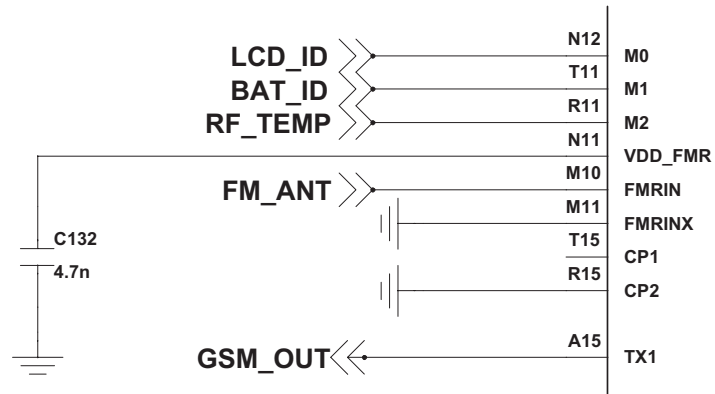 N12
LCD_ID M0
T11
BAT_ID M1
R11
RF_TEMP M2
N11
VDD_FMR
M10
FM_ANT FMRIN
M11
FMRINX
C132 T15
CP1
4.7n R15
CP2
A15
GSM_OUT TX1